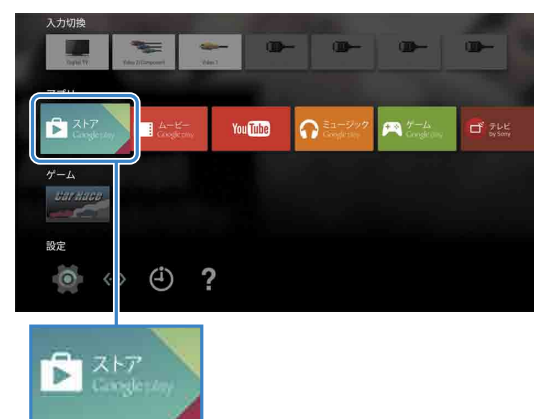 入力切換
Digital TV
Video 1/Component
Video 2
アプリ
ストア
Google play
ムービー
Google play
YouTube
ミュージック
Google play
ゲーム
Google play
テレビ
by Sony
ゲーム
Car Race
設定
?
ストア
Google play